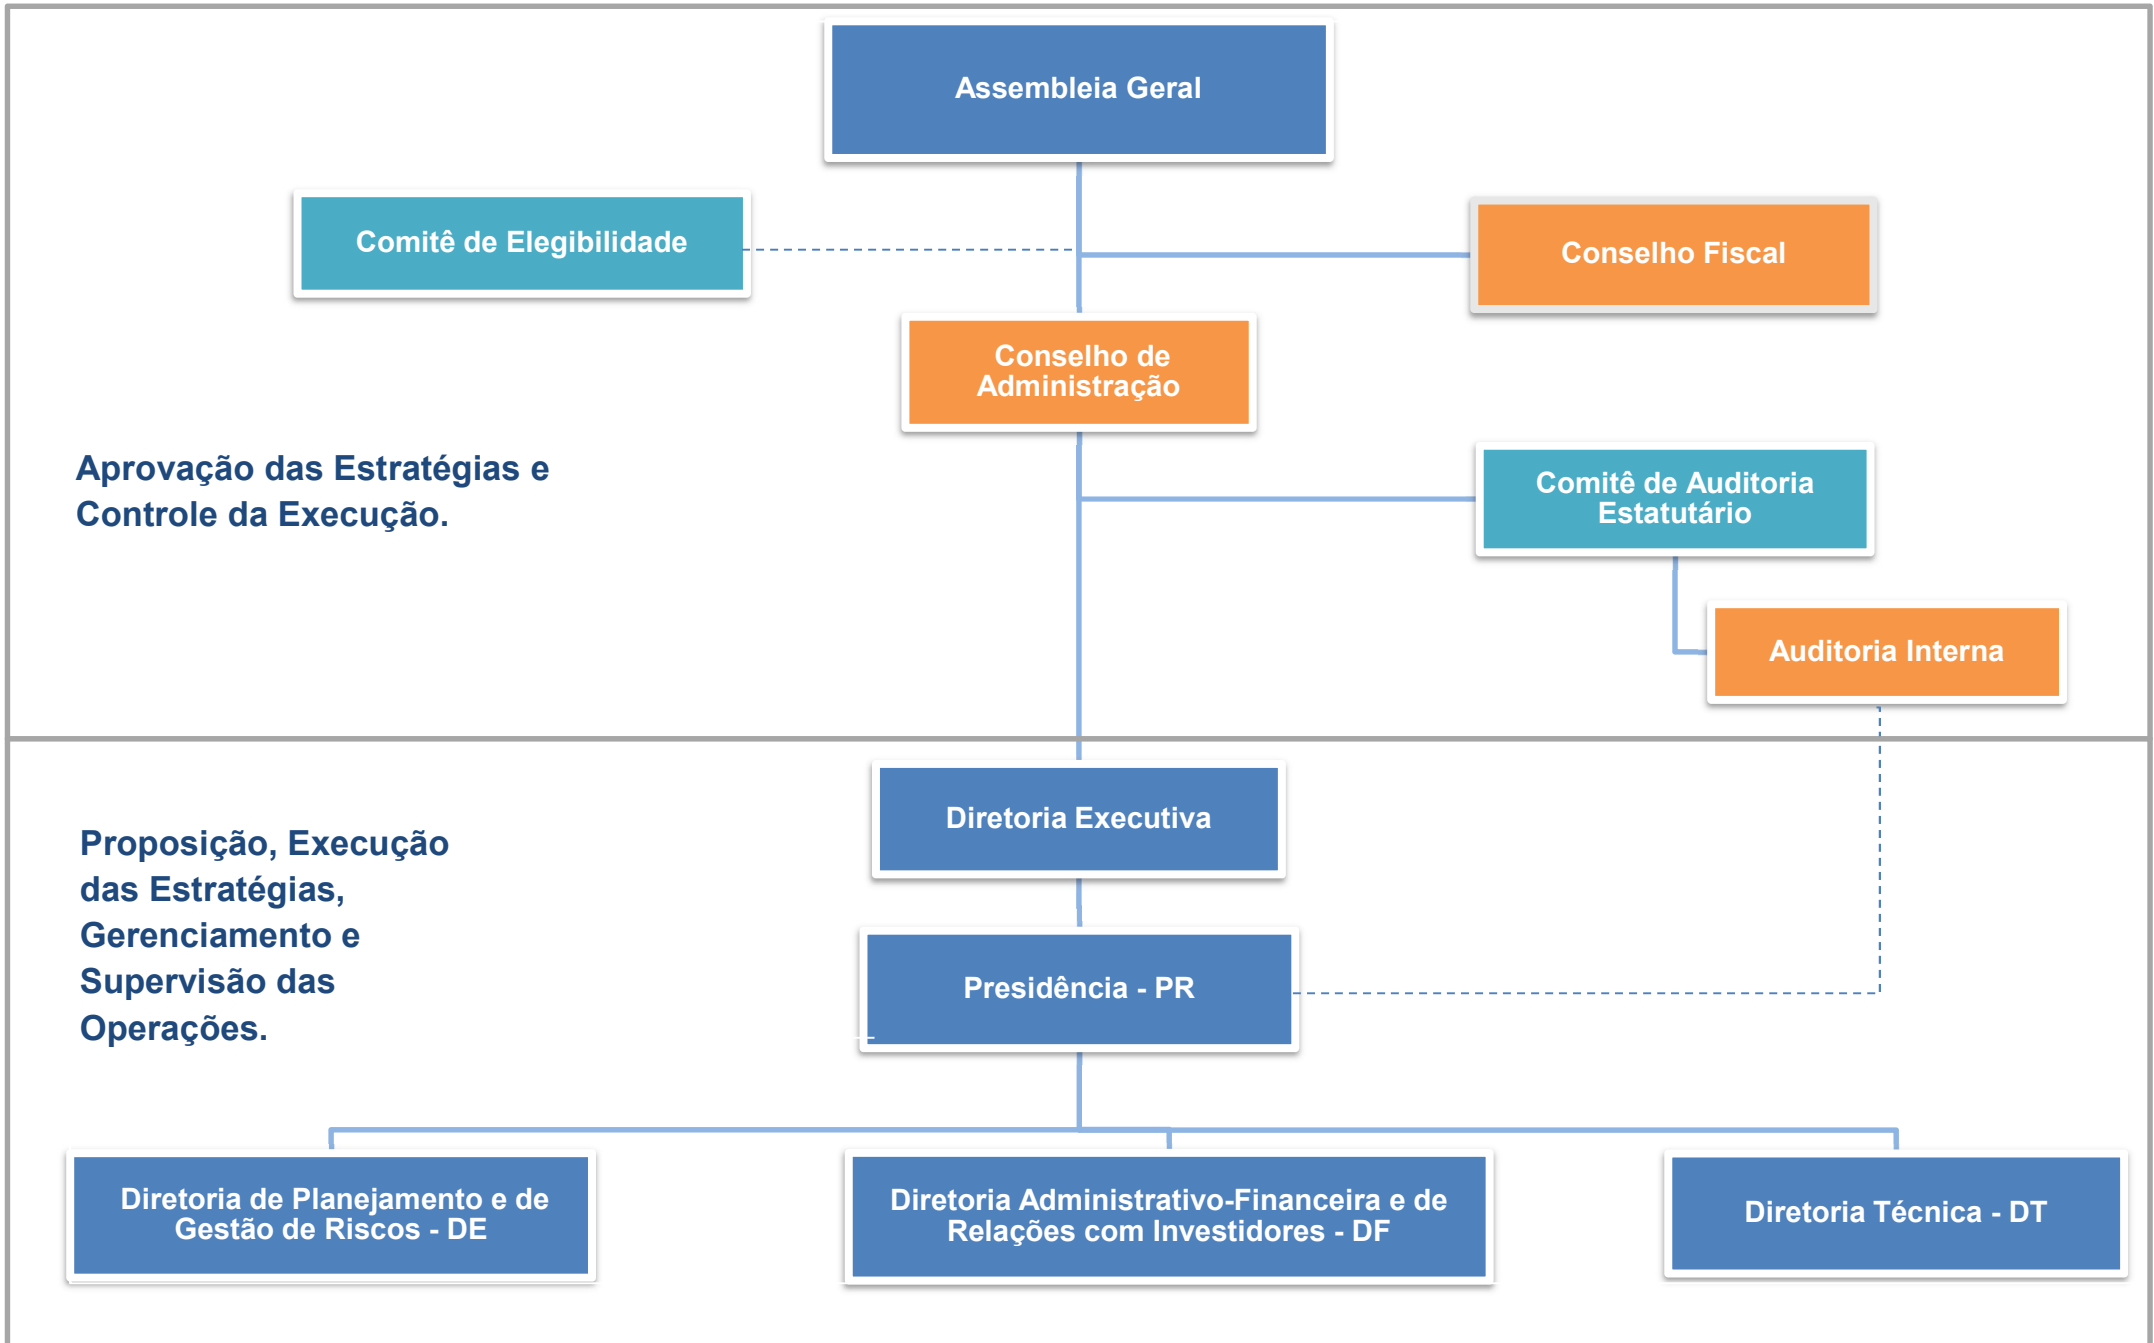 Assembleia Geral
Comitê de Elegibilidade
Conselho Fiscal
Conselho de
Administração
Aprovação das Estratégias e
Controle da Execução.
Comitê de Auditoria
Estatutário
Auditoria Interna
Diretoria Executiva
Proposição, Execução
das Estratégias,
Gerenciamento e
Supervisão das
Operações.
Presidência - PR
Diretoria de Planejamento e de
Gestão de Riscos - DE
Diretoria Administrativo-Financeira e de
Relações com Investidores - DF
Diretoria Técnica - DT